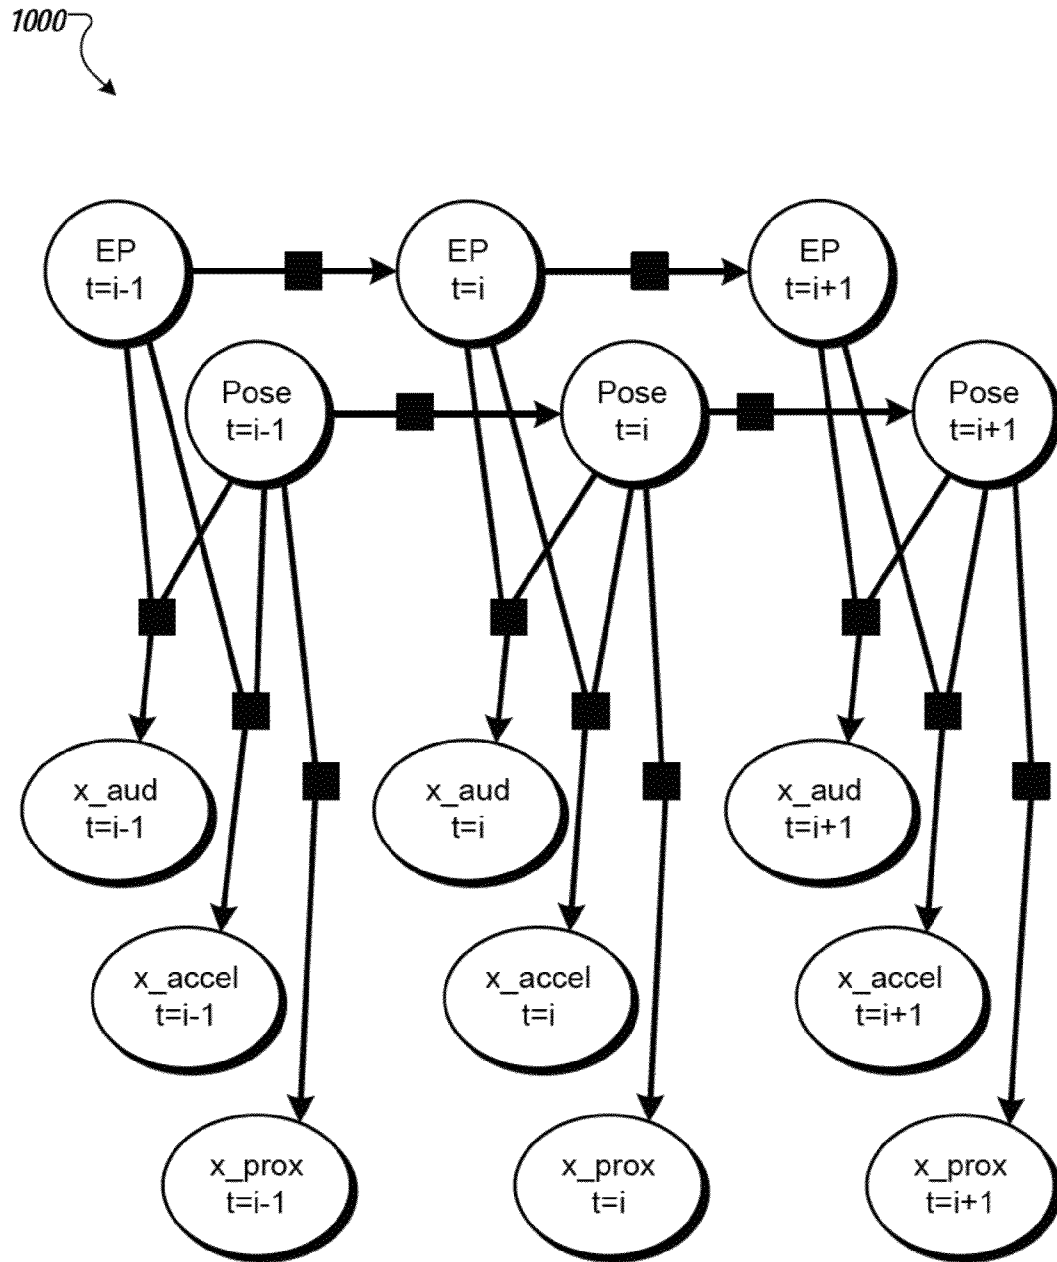 1000
EP
t=i-1
EP
t=i
EP
t=i+1
Pose
t=i-1
Pose
t=i
Pose
t=i+1
x_aud
t=i-1
x_aud
t=i
x_aud
t=i+1
x_accel
t=i-1
x_accel
t=i
x_accel
t=i+1
x_prox
t=i-1
x_prox
t=i
x_prox
t=i+1